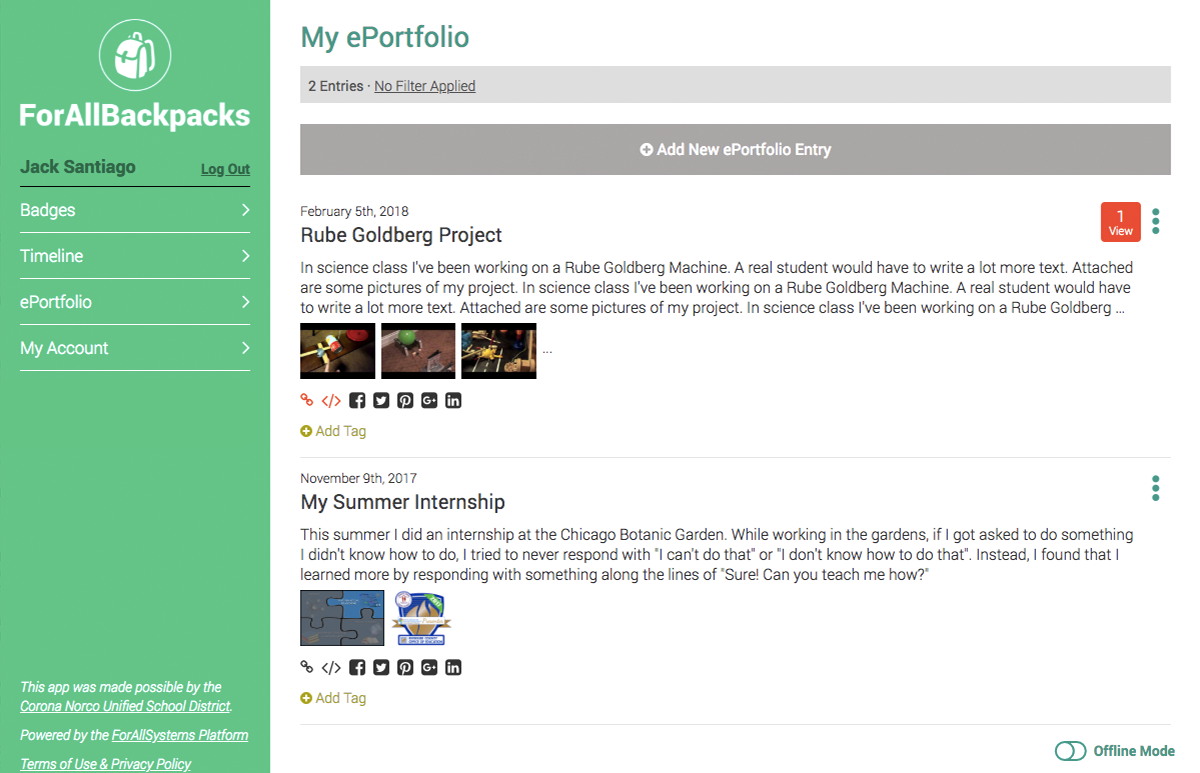 ForAllBackpacks
Jack Santiago
Log Out
Badges
Timeline
ePortfolio
My Account
This app was made possible by the
Corona Norco Unified School District.
Powered by the ForAllSystems Platform
Terms of Use & Privacy Policy
My ePortfolio
2 Entries · No Filter Applied
Add New ePortfolio Entry
February 5th, 2018
Rube Goldberg Project
1
View
In science class I've been working on a Rube Goldberg Machine. A real student would have to write a lot more text. Attached
are some pictures of my project. In science class I've been working on a Rube Goldberg Machine. A real student would have
to write a lot more text. Attached are some pictures of my project. In science class I've been working on a Rube Goldberg ...
...
Add Tag
November 9th, 2017
My Summer Internship
This summer I did an internship at the Chicago Botanic Garden. While working in the gardens, if I got asked to do something
I didn't know how to do, I tried to never respond with "I can't do that" or "I don't know how to do that". Instead, I found that I
learned more by responding with something along the lines of "Sure! Can you teach me how?"
Add Tag
Offline Mode